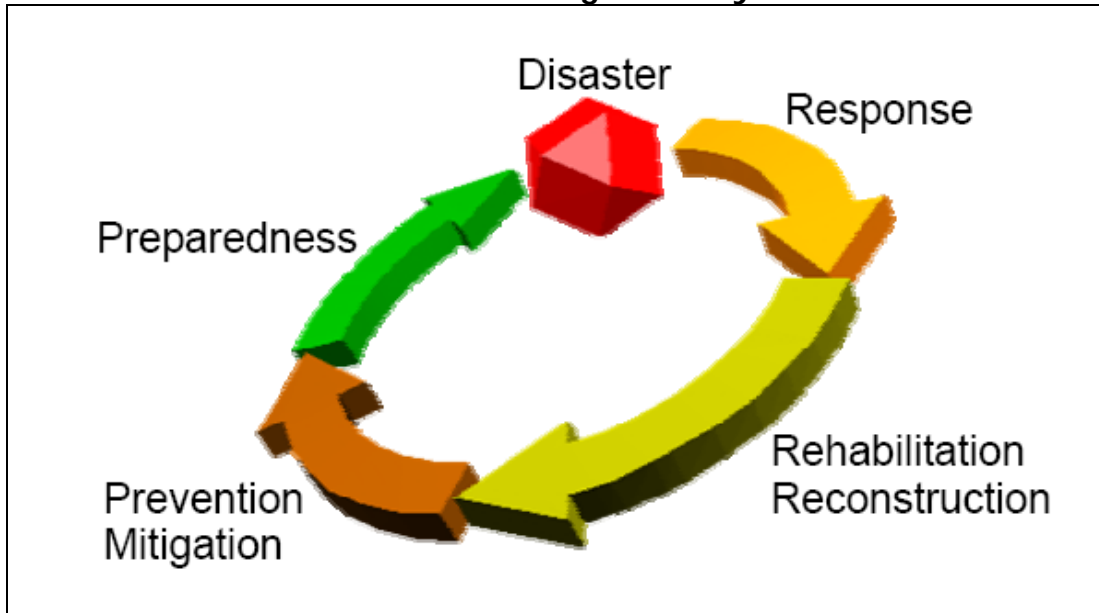 Disaster
Response
Preparedness
Rehabilitation
Reconstruction
Prevention
Mitigation